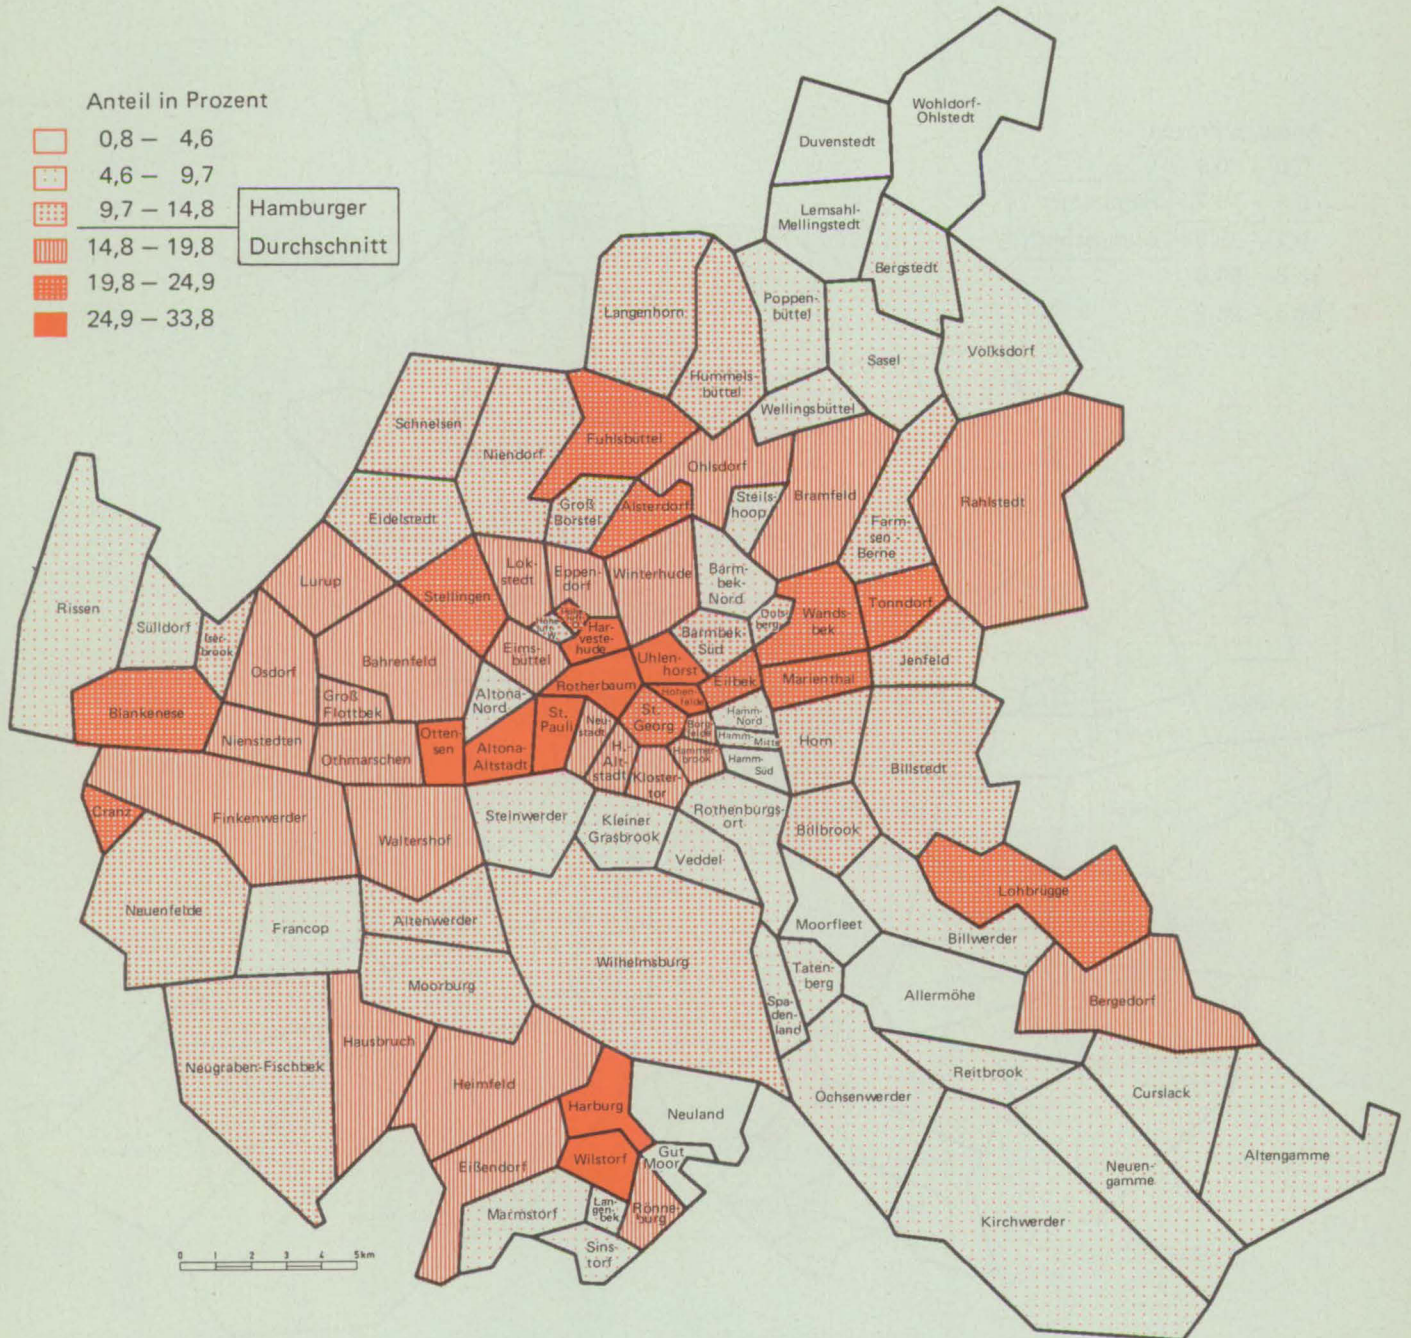 Anteil in Prozent
0,8 — 4,6
4,6 — 9,7
9,7 — 14,8
14,8 — 19,8
19,8 — 24,9
24,9 — 33,8
Hamburger
Durchschnitt
Wohldorf-
Ohlstedt
Duvenstedt
Lemsahl-
Mellingstedt
Bergstedt
Poppen-
büttel
Langenhorn
Hummels-
büttel
Sasel
Volksdorf
Wellingsbüttel
Schnelsen
Niendorf
Fuhlsbüttel
Ohlsdorf
Bramfeld
Farm-
sen-
Berne
Rahlstedt
Steils-
hoop
Groß
Borstel
Alsterdorf
Eidelstedt
Lurup
Stellingen
Lok-
stedt
Eppen-
dorf
Winterhude
Barm-
bek-
Nord
Duls-
berg
Wands-
bek
Tonndorf
Rissen
Sülldorf
Iser-
brook
Osdorf
Bahrenfeld
Eims-
büttel
Har-
veste-
hude
Barmbek-
Süd
Uhlen-
horst
Eilbek
Marienthal
Jenfeld
Blankenese
Groß
Flottbek
Altona-
Nord
Rotherbaum
Hohen-
felde
Nienstedten
Othmarschen
Otten-
sen
Altona-
Altstadt
St.
Pauli
Neu-
stadt
St.
Georg
Borg-
felde
Hamm-
Nord
Hamm-
Mitte
Hamm-
Süd
Hammer-
brook
H.
Alt-
stadt
Kloster-
tor
Horn
Billstedt
Cranz
Finkenwerder
Waltershof
Steinwerder
Kleiner
Grasbrook
Rothenburgs-
ort
Billbrook
Veddel
Lohbrügge
Neuenfelde
Francop
Altenwerder
Moorfleet
Billwerder
Moorburg
Wilhelmsburg
Taten-
berg
Spa-
den-
land
Allermöhe
Bergedorf
Neugraben-Fischbek
Hausbruch
Heimfeld
Harburg
Neuland
Ochsenwerder
Reitbrook
Curslack
Altengamme
Eißendorf
Wilstorf
Gut
Moor
Neuen-
gamme
Marmstorf
Lan-
gen-
bek
Rönne-
burg
Sins-
torf
Kirchwerder
0 1 2 3 4 5 km